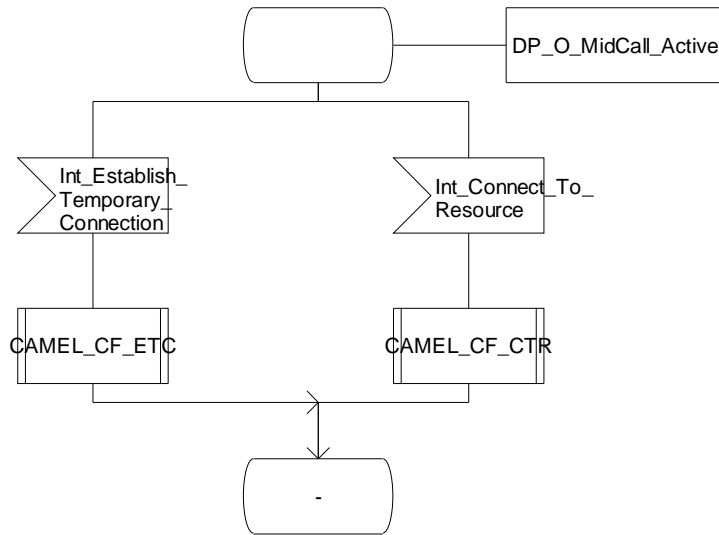 DP_O_MidCall_Active
Int_Establish_
Temporary_
Connection
Int_Connect_To_
Resource
CAMEL_CF_ETC
CAMEL_CF_CTR
-